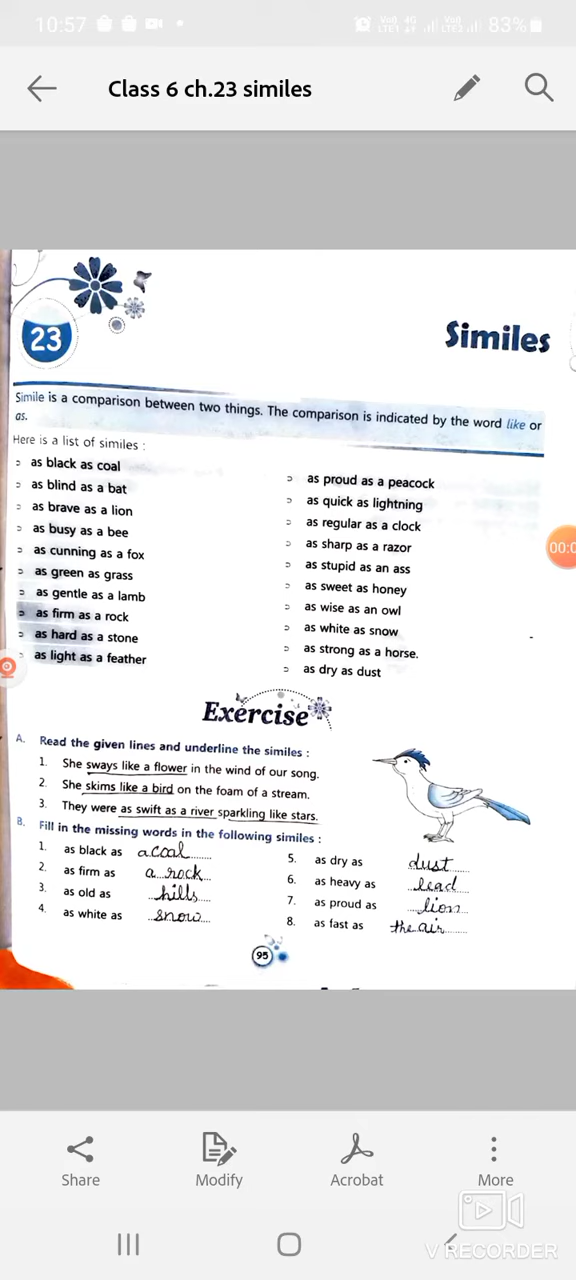 10:57 Voo LTE1 4G Voo LTE2 83%
Class 6 ch.23 similes
23
Similes
Simile is a comparison between two things. The comparison is indicated by the word like or
as.
Here is a list of similes :
as black as coal
as blind as a bat
as brave as a lion
as busy as a bee
as cunning as a fox
as green as grass
as gentle as a lamb
as firm as a rock
as hard as a stone
as light as a feather
as proud as a peacock
as quick as lightning
as regular as a clock
as sharp as a razor
as stupid as an ass
as sweet as honey
as wise as an owl
as white as snow
as strong as a horse.
as dry as dust
00:0
Exercise
A. Read the given lines and underline the similes :
1. She sways like a flower in the wind of our song.
2. She skims like a bird on the foam of a stream.
3. They were as swift as a river sparkling like stars.
B. Fill in the missing words in the following similes :
1. as black as a coal
2. as firm as a rock
3. as old as hills
4. as white as snow
5. as dry as dust
6. as heavy as lead
7. as proud as lion
8. as fast as the air
95
Share Modify Acrobat More
V RECORDER